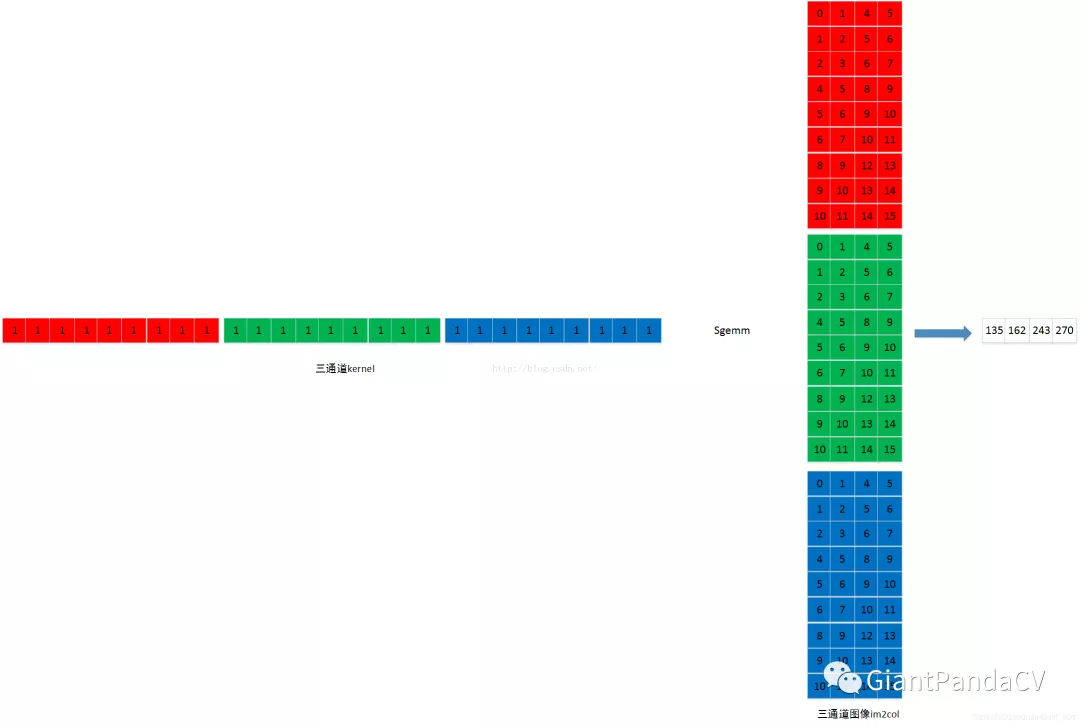 0 1 4 5
1 2 5 6
2 3 6 7
4 5 8 9
5 6 9 10
6 7 10 11
8 9 12 13
9 10 13 14
10 11 14 15
0 1 4 5
1 2 5 6
2 3 6 7
4 5 8 9
5 6 9 10
6 7 10 11
8 9 12 13
9 10 13 14
10 11 14 15
1 1 1 1 1 1 1 1 1 1 1 1 1 1 1 1 1 1 1 1 1 1 1 1 1 1 1
Sgemm
135 162 243 270
三通道kernel
http://blog.csdn.net/
0 1 4 5
1 2 5 6
2 3 6 7
4 5 8 9
5 6 9 10
6 7 10 11
8 9 12 13
9 10 13 14
10
GiantPandaCV
三通道图像im2col